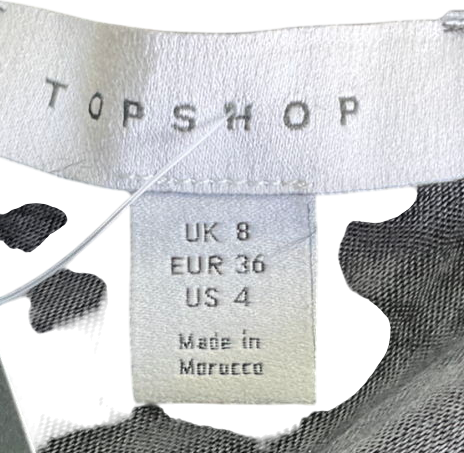 TOPSHOP
UK 8
EUR 36
US 4
Made in
Morocco